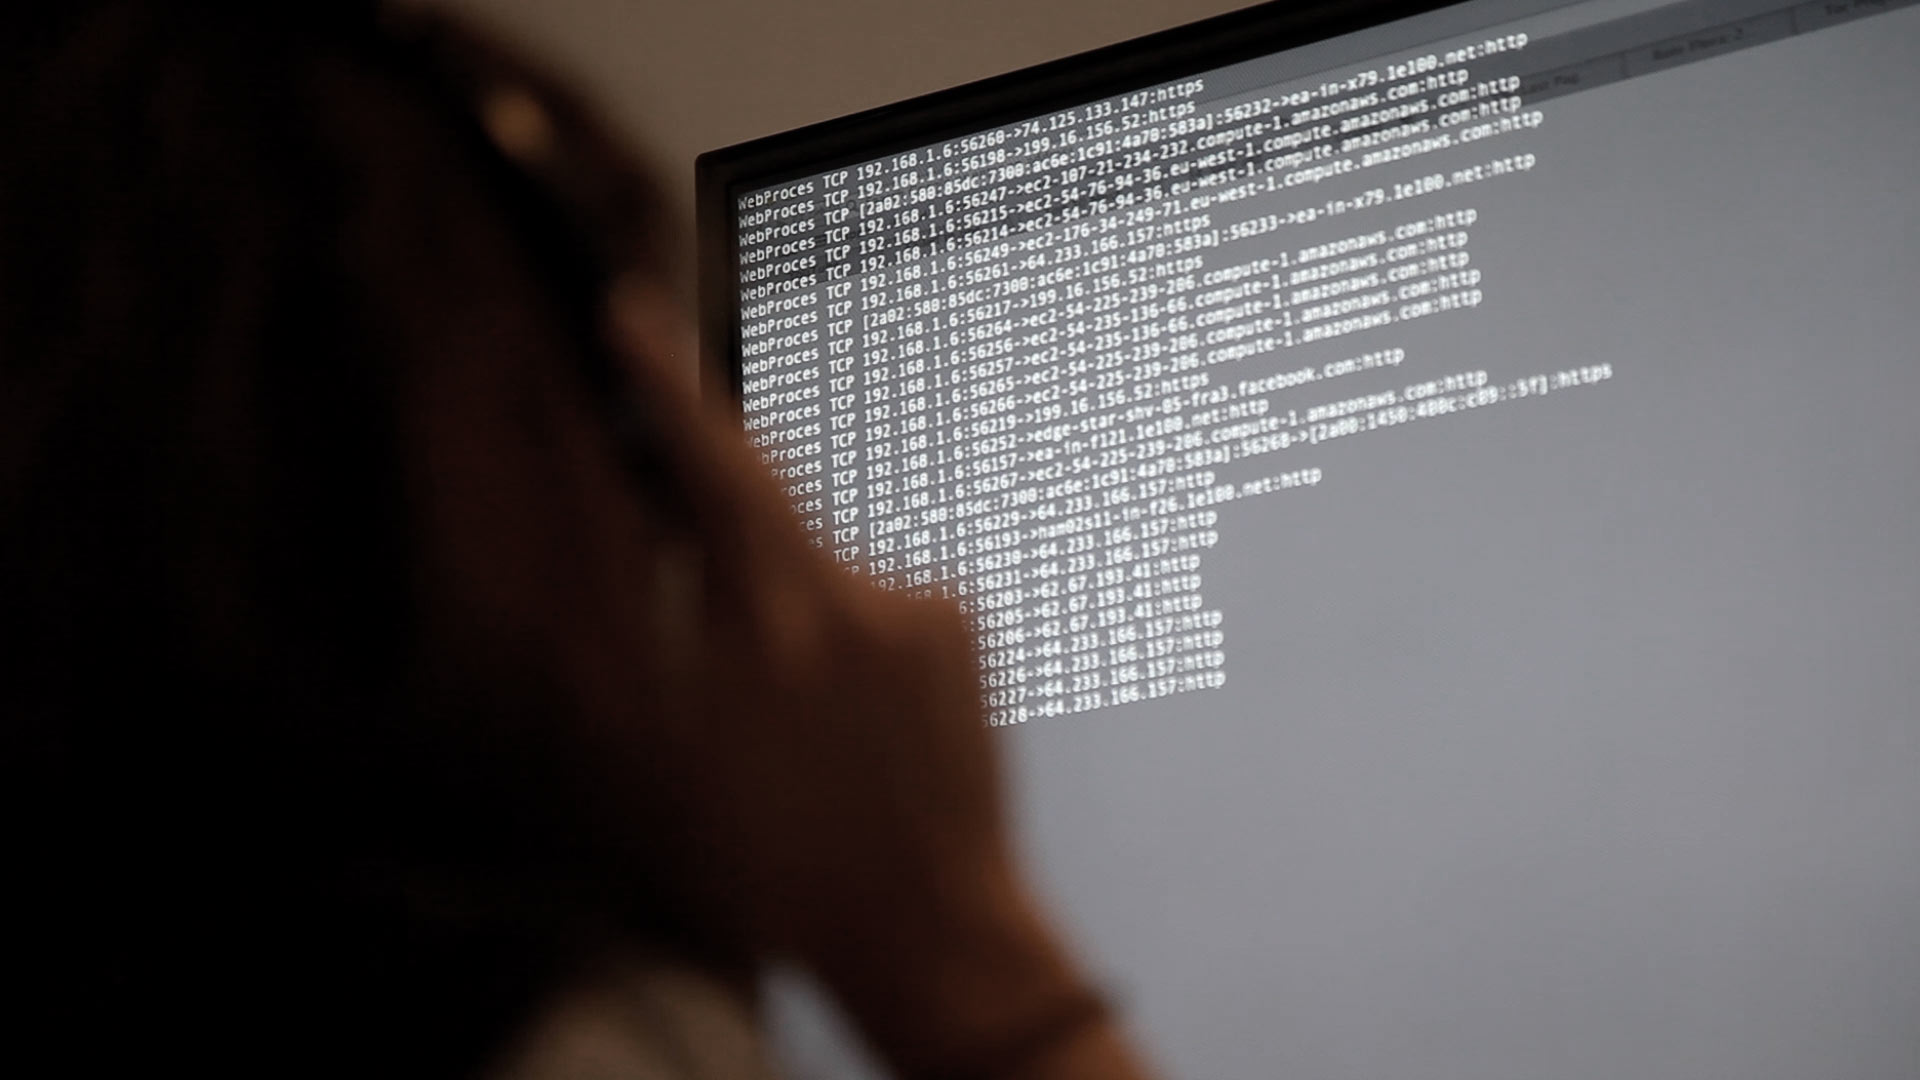 WebProces TCP 192.168.1.6:56260->74.125.133.147:https
WebProces TCP 192.168.1.6:56198->199.16.156.52:https
WebProces TCP [2a02:580:85dc:7300:ac6e:1c91:4a70:583a]:56232->ea-in-x79.1e100.net:http
WebProces TCP 192.168.1.6:56247->ec2-107-21-234-232.compute-1.amazonaws.com:http
WebProces TCP 192.168.1.6:56215->ec2-54-76-94-36.eu-west-1.compute.amazonaws.com:http
WebProces TCP 192.168.1.6:56214->ec2-54-76-94-36.eu-west-1.compute.amazonaws.com:http
WebProces TCP 192.168.1.6:56249->ec2-176-34-249-71.eu-west-1.compute.amazonaws.com:http
WebProces TCP 192.168.1.6:56261->64.233.166.157:https
WebProces TCP [2a02:580:85dc:7300:ac6e:1c91:4a70:583a]:56233->ea-in-x79.1e100.net:http
WebProces TCP 192.168.1.6:56217->199.16.156.52:https
WebProces TCP 192.168.1.6:56264->ec2-54-225-239-206.compute-1.amazonaws.com:http
WebProces TCP 192.168.1.6:56256->ec2-54-235-136-66.compute-1.amazonaws.com:http
ebProces TCP 192.168.1.6:56257->ec2-54-235-136-66.compute-1.amazonaws.com:http
bProces TCP 192.168.1.6:56265->ec2-54-225-239-206.compute-1.amazonaws.com:http
Proces TCP 192.168.1.6:56266->ec2-54-225-239-206.compute-1.amazonaws.com:http
oces TCP 192.168.1.6:56219->199.16.156.52:https
ces TCP 192.168.1.6:56252->edge-star-shv-05-fra3.facebook.com:http
es TCP 192.168.1.6:56157->ea-in-f121.1e100.net:http
s TCP 192.168.1.6:56267->ec2-54-225-239-206.compute-1.amazonaws.com:http
TCP [2a02:580:85dc:7300:ac6e:1c91:4a70:583a]:56268->[2a00:1450:400c:c09::5f]:https
TCP 192.168.1.6:56229->64.233.166.157:http
CP 192.168.1.6:56193->ham02s11-in-f26.1e100.net:http
192.168.1.6:56230->64.233.166.157:http
168.1.6:56231->64.233.166.157:http
6:56203->62.67.193.41:http
:56205->62.67.193.41:http
:56206->62.67.193.41:http
56224->64.233.166.157:http
56226->64.233.166.157:http
56227->64.233.166.157:http
56228->64.233.166.157:http